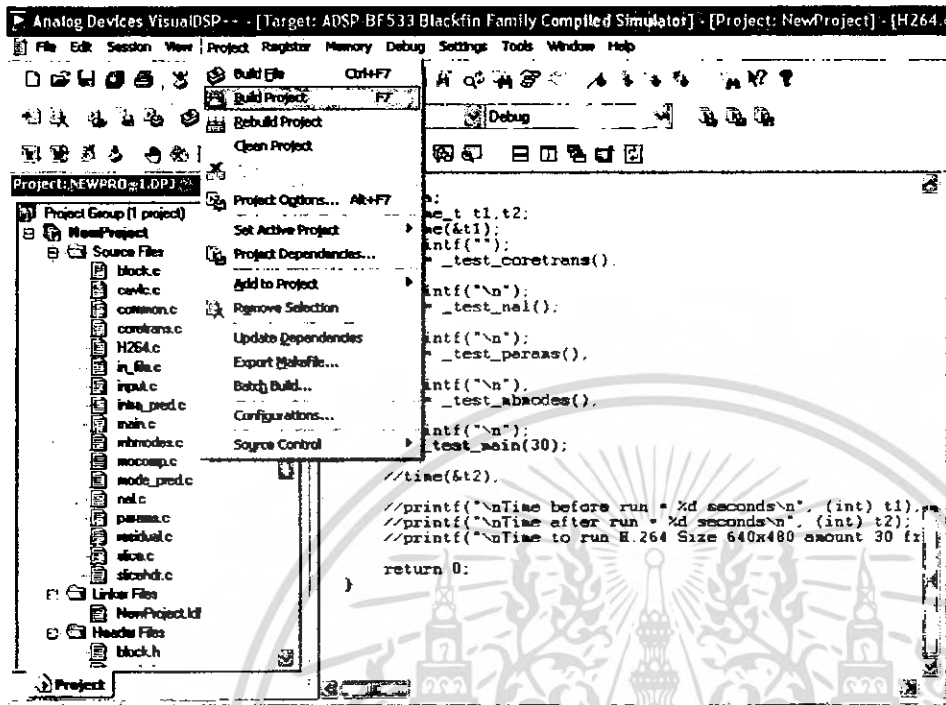 Analog Devices VisualDSP++ - [Target: ADSP-BF533 Blackfin Family Compiled Simulator] - [Project: NewProject] - [H264.c
File Edit Session View Project Register Memory Debug Settings Tools Window Help
Build File Ctrl+F7
Build Project F7
Rebuild Project
Clean Project
Project Options... Alt+F7
Set Active Project
Project Dependencies...
Add to Project
Remove Selection
Update Dependencies
Export Makefile...
Batch Build...
Configurations...
Source Control
Debug
Project: NEWPRO~1.DPJ
Project Group (1 project)
NewProject
Source Files
block.c
cavlc.c
common.c
coretrans.c
H264.c
in_file.c
input.c
intra_pred.c
main.c
mbmodes.c
mocomp.c
mode_pred.c
nal.c
params.c
residual.c
slice.c
slicehdr.c
Linker Files
NewProject.ldf
Header Files
block.h
Project
me_t t1,t2;
me(&t1);
intf("");
= _test_coretrans();
intf("\n");
= _test_nal();
intf("\n");
= _test_params();
intf("\n");
= _test_mbmodes();
intf("\n");
_test_main(30);
//time(&t2);
//printf("\nTime before run = %d seconds\n", (int) t1);
//printf("\nTime after run = %d seconds\n", (int) t2);
//printf("\nTime to run H.264 Size 640x480 amount 30 fr
return 0;
}